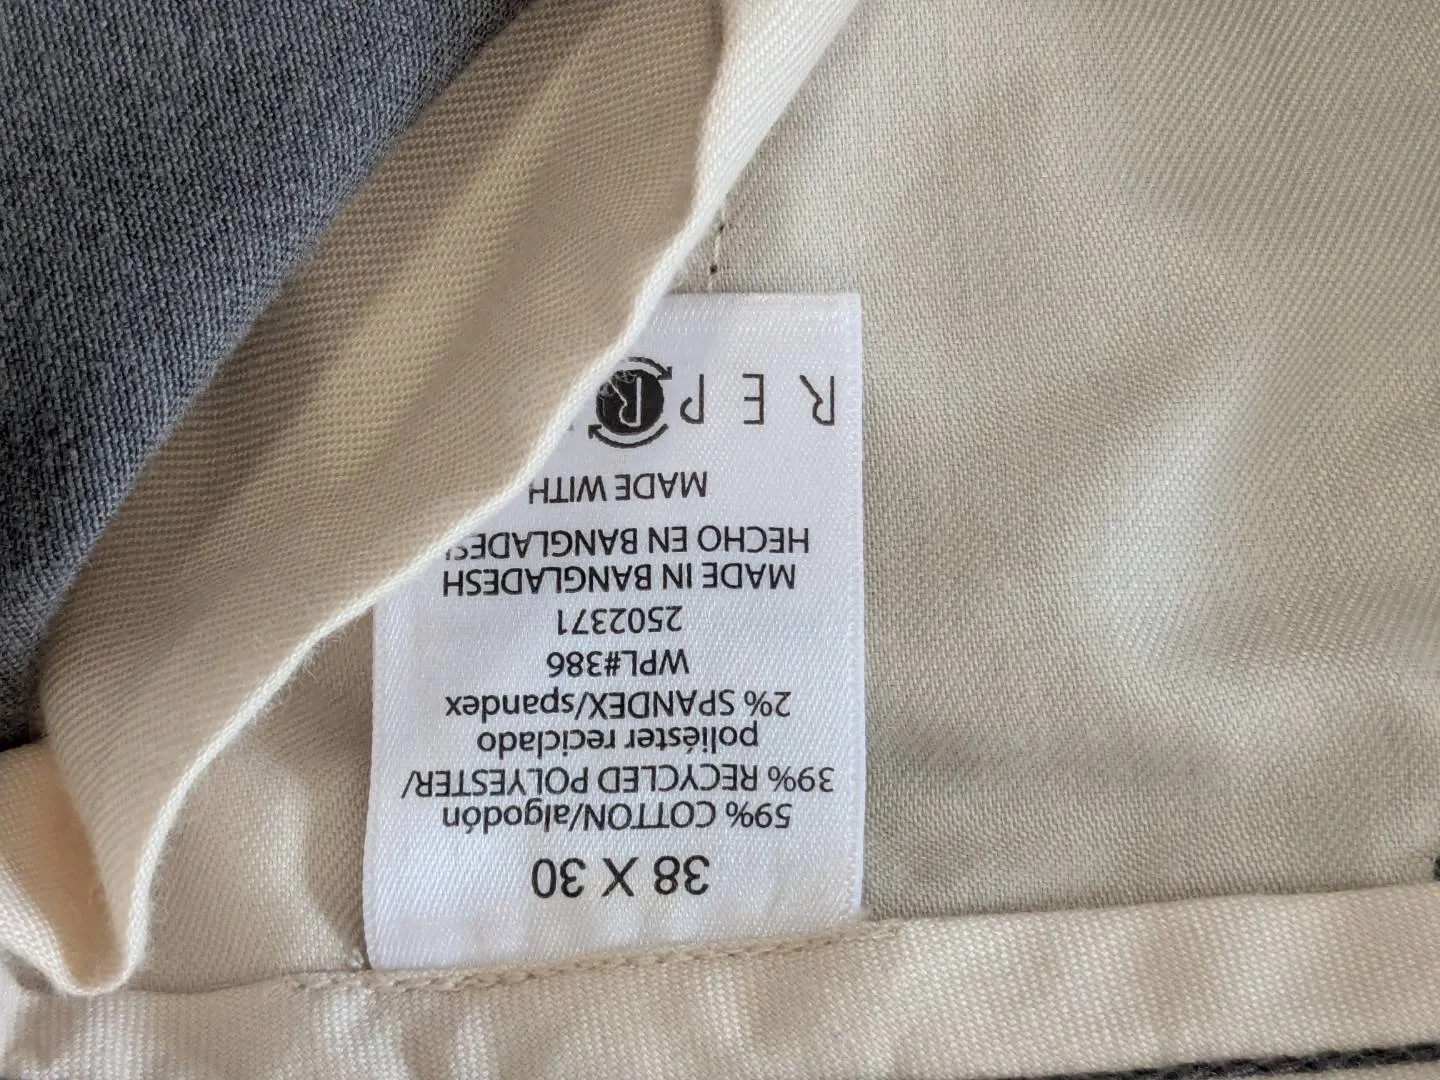 38 X 30
59% COTTON/algodón
39% RECYCLED POLYESTER/
poliéster reciclado
2% SPANDEX/spandex
WPL#386
2502371
MADE IN BANGLADESH
HECHO EN BANGLADES
MADE WITH
R E P R